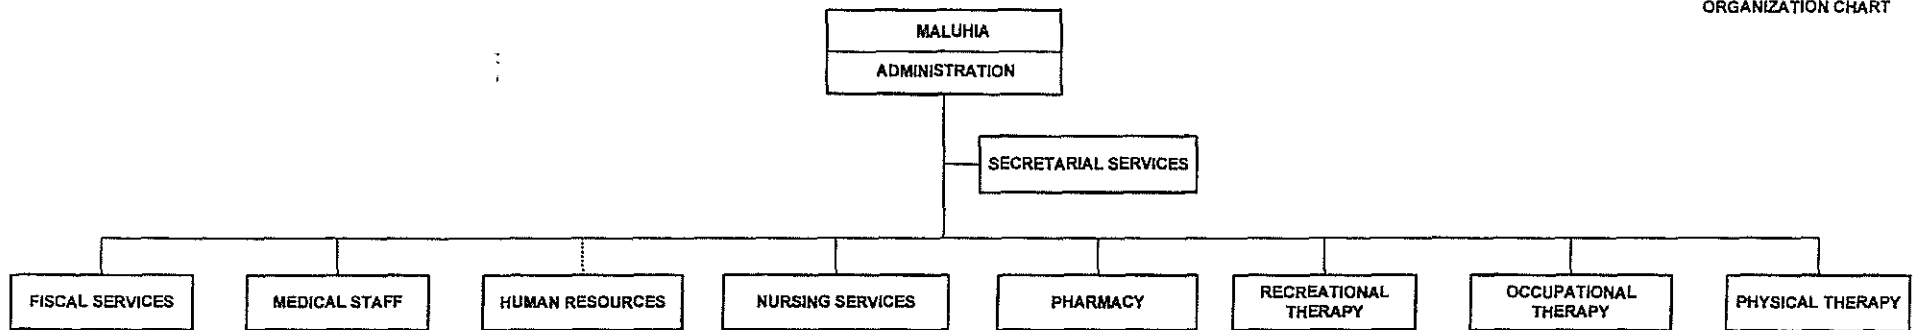 ORGANIZATION CHART
MALUHIA
ADMINISTRATION
SECRETARIAL SERVICES
FISCAL SERVICES
MEDICAL STAFF
HUMAN RESOURCES
NURSING SERVICES
PHARMACY
RECREATIONAL
THERAPY
OCCUPATIONAL
THERAPY
PHYSICAL THERAPY